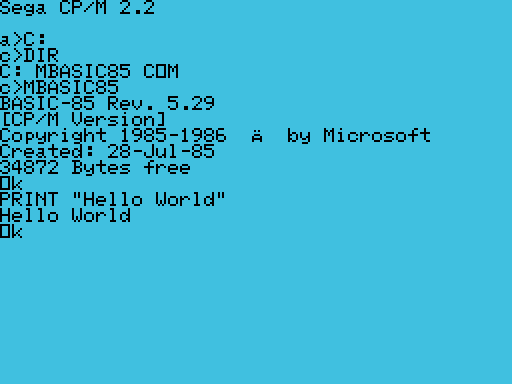 Sega CP/M 2.2
a>C:
c>DIR
C: MBASIC85 COM
c>MBASIC85
BASIC-85 Rev. 5.29
[CP/M Version]
Copyright 1985-1986 Ä by Microsoft
Created: 28-Jul-85
34872 Bytes free
Ok
PRINT "Hello World"
Hello World
Ok